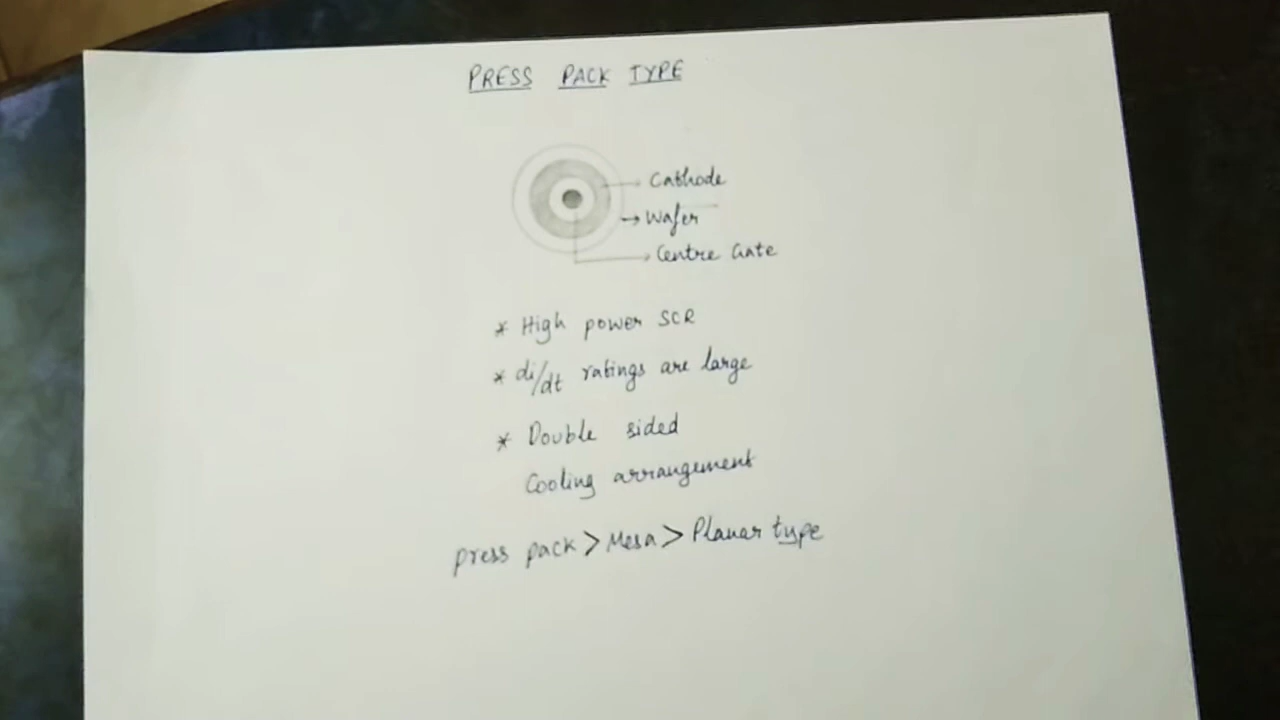 PRESS PACK TYPE
Cathode
Wafer
Centre Gate
* High power SCR
* di/dt ratings are large
* Double sided
Cooling arrangement
press pack > Mesa > Planar type